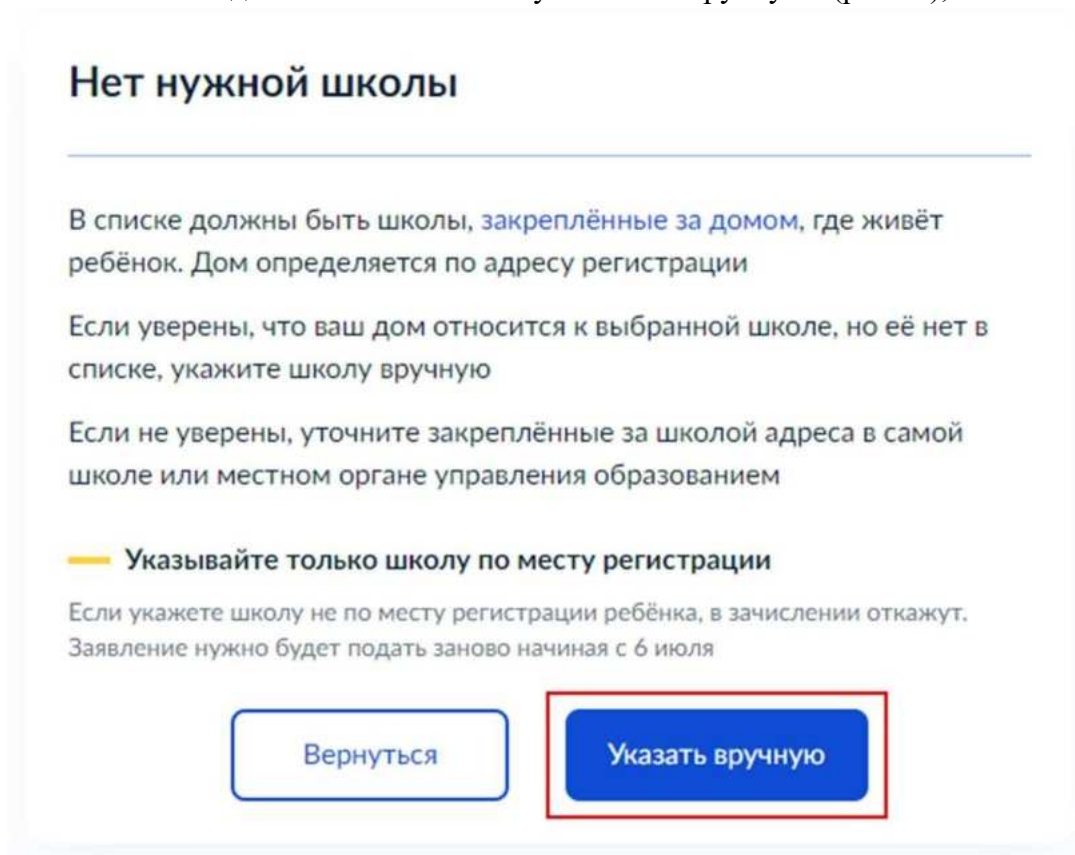 Нет нужной школы
В списке должны быть школы, закреплённые за домом, где живёт
ребёнок. Дом определяется по адресу регистрации
Если уверены, что ваш дом относится к выбранной школе, но её нет в
списке, укажите школу вручную
Если не уверены, уточните закреплённые за школой адреса в самой
школе или местном органе управления образованием
Указывайте только школу по месту регистрации
Если укажете школу не по месту регистрации ребёнка, в зачислении откажут.
Заявление нужно будет подать заново начиная с 6 июля
Вернуться
Указать вручную